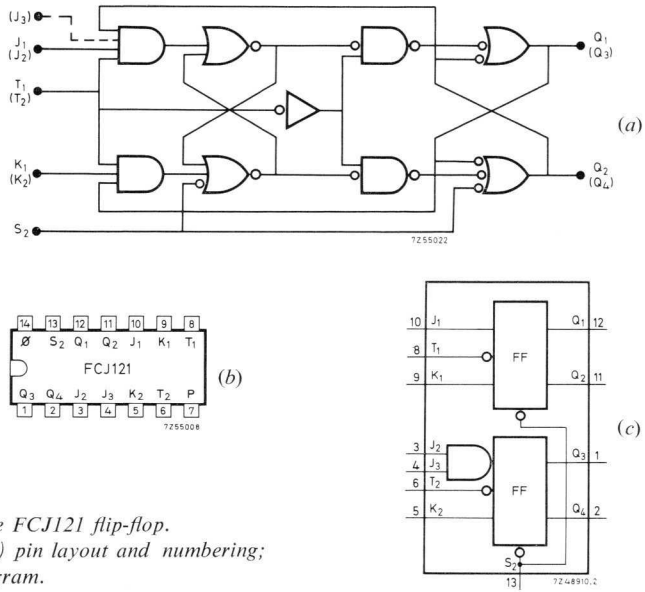 (J3)
J1
(J2)
T1
(T2)
K1
(K2)
S2
Q1
(Q3)
(a)
Q2
(Q4)
7Z55022
14 13 12 11 10 9 8
Ø S2 Q1 Q2 J1 K1 T1
FCJ121
Q3 Q4 J2 J3 K2 T2 P
1 2 3 4 5 6 7
7Z55008
(b)
10 J1 Q1 12
8 T1 FF
9 K1 Q2 11
(c)
3 J2 Q3 1
4 J3
6 T2 FF
5 K2 Q4 2
S2
13
7Z48910.2
e FCJ121 flip-flop.
) pin layout and numbering;
ram.